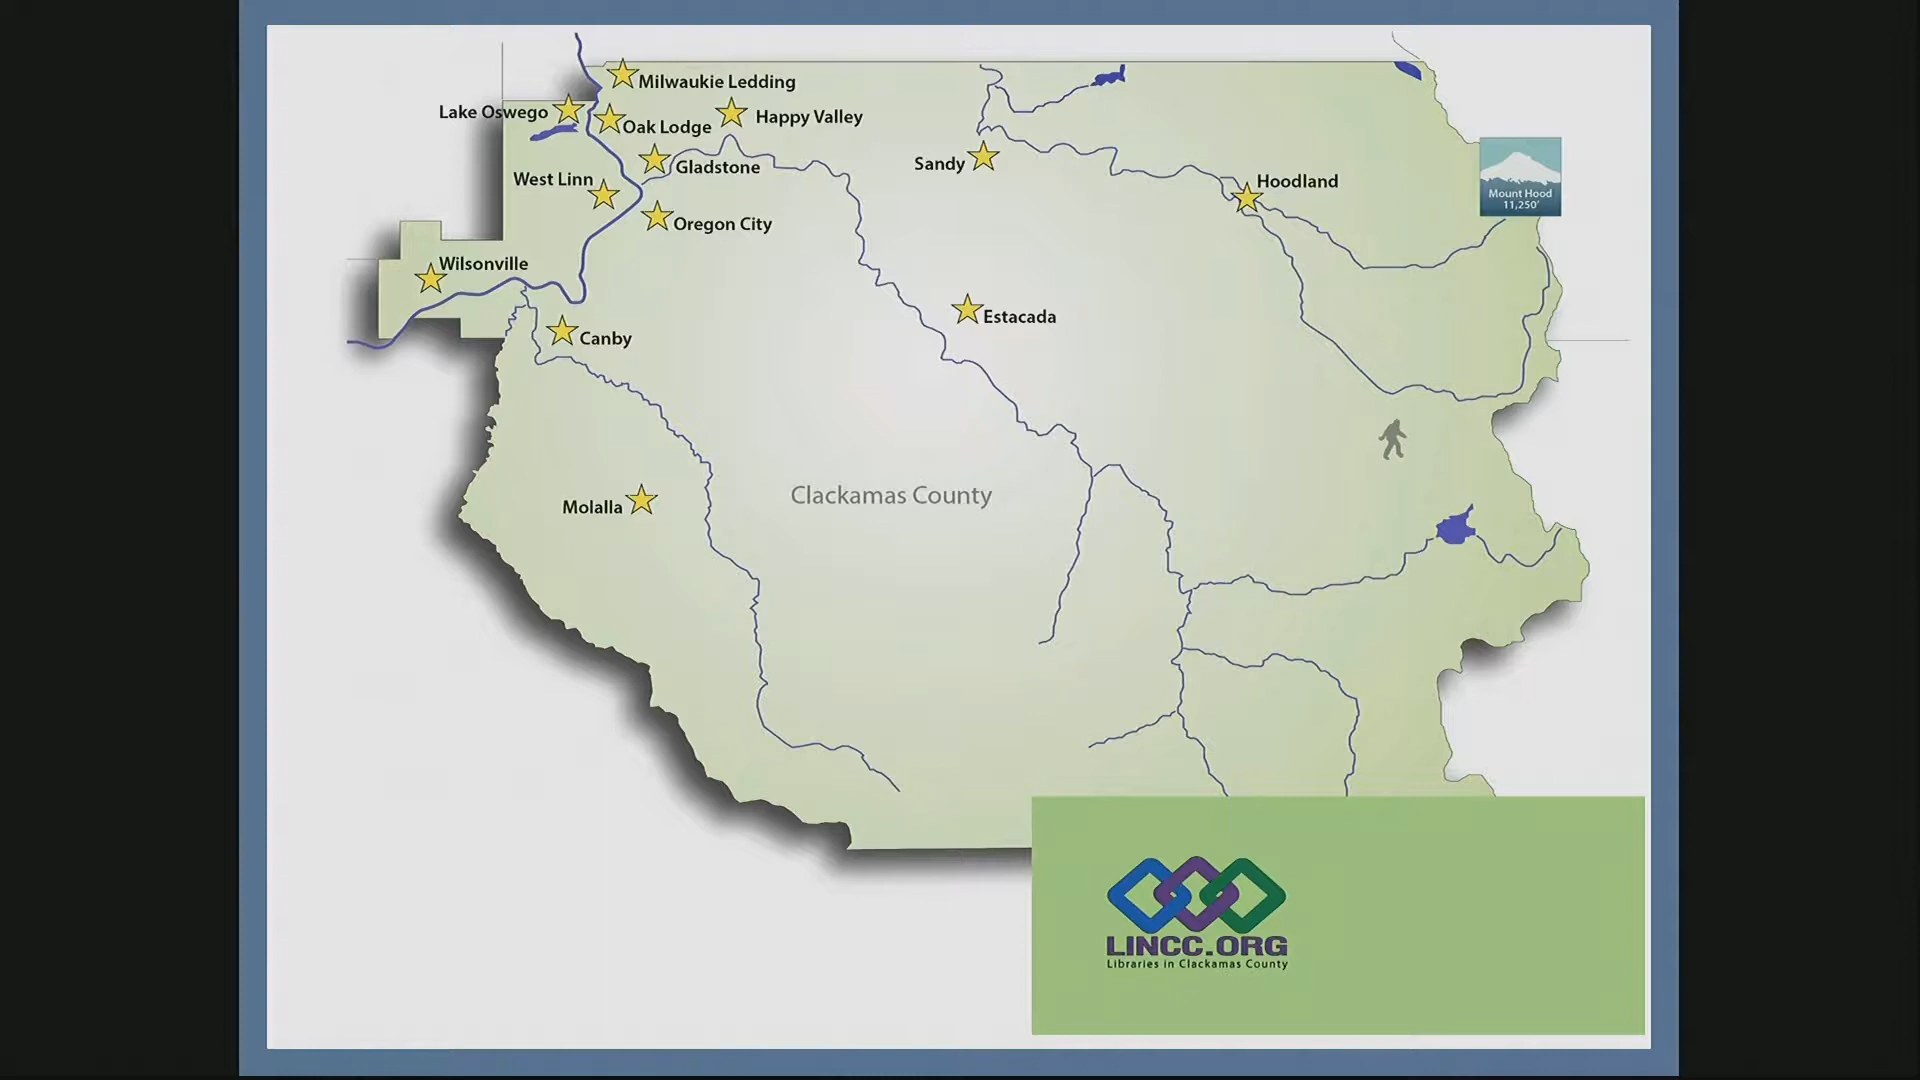 Milwaukie Ledding
Lake Oswego
Happy Valley
Oak Lodge
Sandy
Gladstone
West Linn
Hoodland
Mount Hood
11,250'
Oregon City
Wilsonville
Estacada
Canby
Clackamas County
Molalla
LINCC.ORG
Libraries in Clackamas County